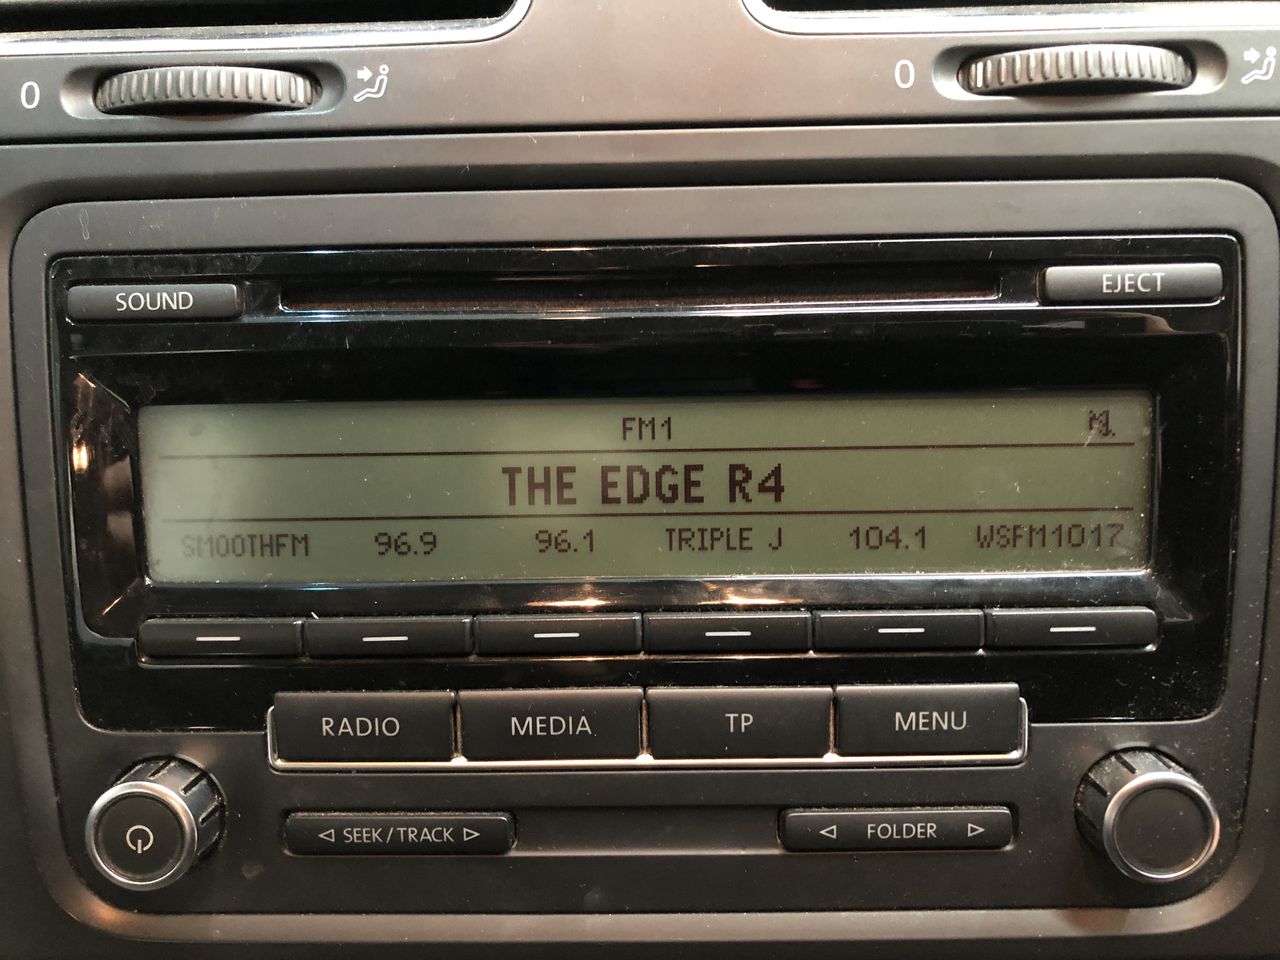 0 0
SOUND EJECT
FM1
THE EDGE R4
SMOOTHFM 96.9 96.1 TRIPLE J 104.1 WSFM1017
RADIO MEDIA TP MENU
SEEK/TRACK FOLDER